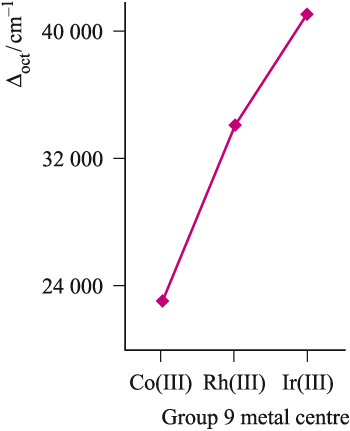 Δoct/cm⁻¹
40 000
32 000
24 000
Co(III) Rh(III) Ir(III)
Group 9 metal centre